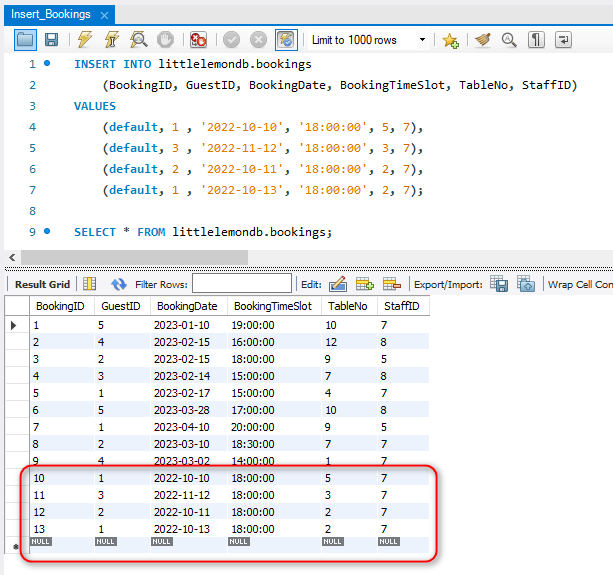 Insert_Bookings
Limit to 1000 rows
1 INSERT INTO littlelemondb.bookings
2 (BookingID, GuestID, BookingDate, BookingTimeSlot, TableNo, StaffID)
3 VALUES
4 (default, 1 , '2022-10-10', '18:00:00', 5, 7),
5 (default, 3 , '2022-11-12', '18:00:00', 3, 7),
6 (default, 2 , '2022-10-11', '18:00:00', 2, 7),
7 (default, 1 , '2022-10-13', '18:00:00', 2, 7);
8
9 SELECT * FROM littlelemondb.bookings;
Result Grid Filter Rows: Edit: Export/Import: Wrap Cell Con
BookingID GuestID BookingDate BookingTimeSlot TableNo StaffID
1 5 2023-01-10 19:00:00 10 7
2 4 2023-02-15 16:00:00 12 8
3 2 2023-02-15 18:00:00 9 5
4 3 2023-02-14 15:00:00 7 8
5 1 2023-02-17 15:00:00 4 7
6 5 2023-03-28 17:00:00 10 8
7 1 2023-04-10 20:00:00 9 5
8 2 2023-03-10 18:30:00 7 7
9 4 2023-03-02 14:00:00 1 7
10 1 2022-10-10 18:00:00 5 7
11 3 2022-11-12 18:00:00 3 7
12 2 2022-10-11 18:00:00 2 7
13 1 2022-10-13 18:00:00 2 7
NULL NULL NULL NULL NULL NULL